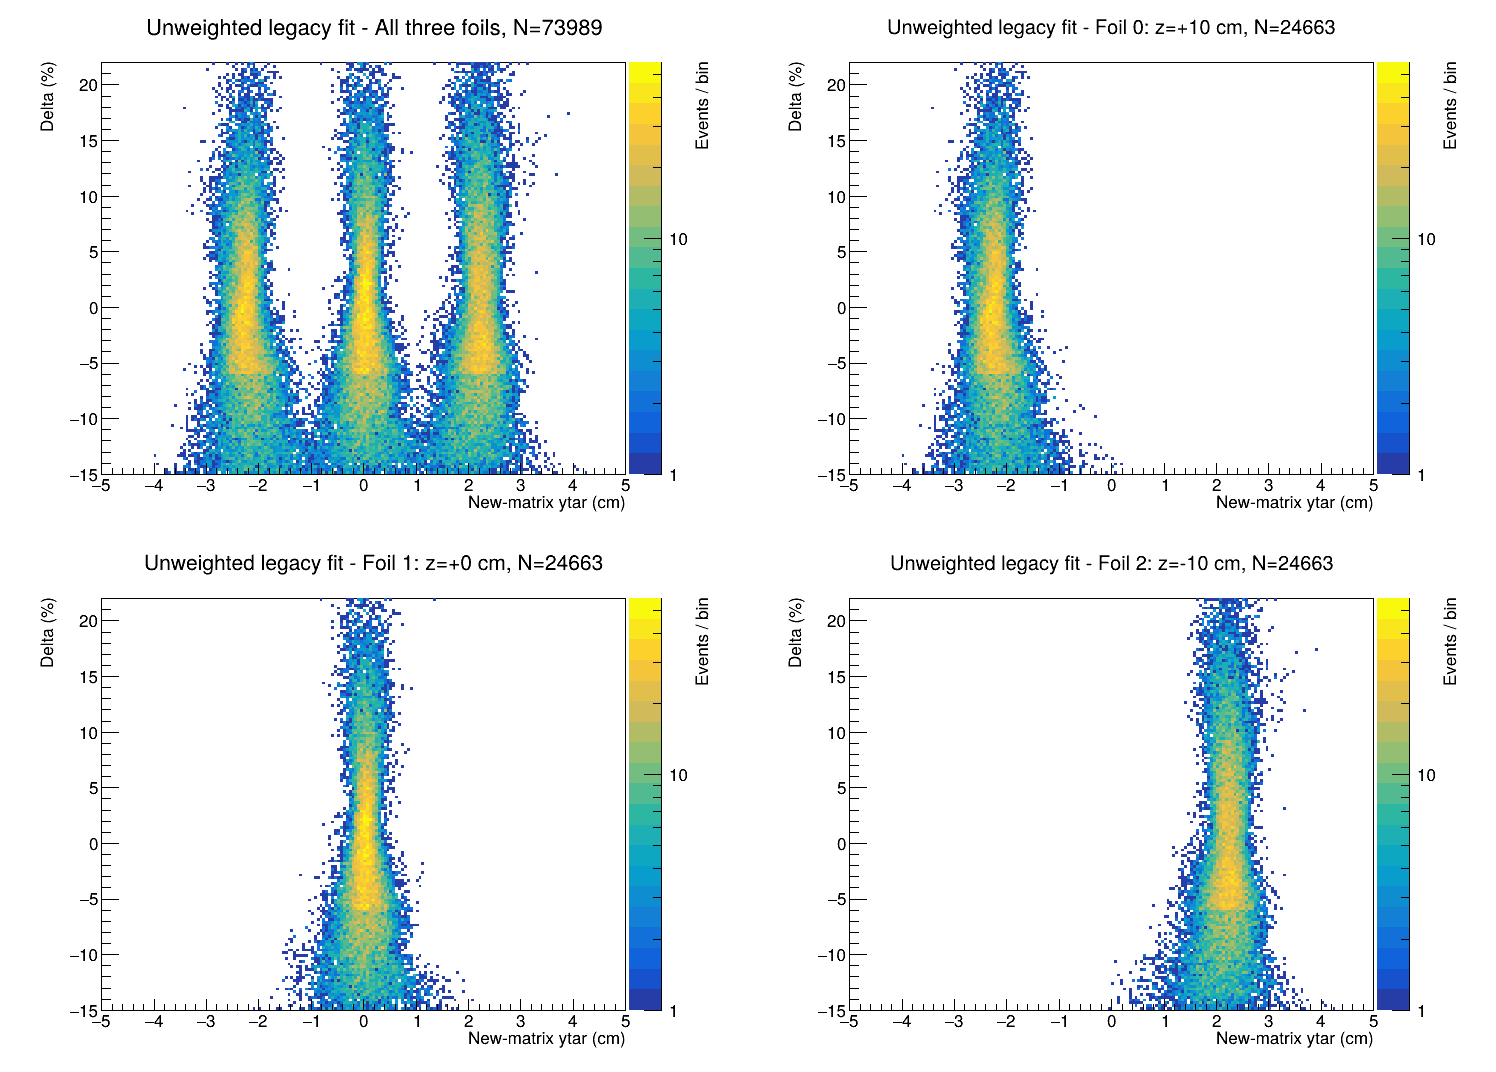 Unweighted legacy fit - All three foils, N=73989
Delta (%)
20
15
10
5
0
−5
−10
−15
−5 −4 −3 −2 −1 0 1 2 3 4 5
New-matrix ytar (cm)
Events / bin
10
1
Unweighted legacy fit - Foil 0: z=+10 cm, N=24663
Delta (%)
20
15
10
5
0
−5
−10
−15
−5 −4 −3 −2 −1 0 1 2 3 4 5
New-matrix ytar (cm)
Events / bin
10
1
Unweighted legacy fit - Foil 1: z=+0 cm, N=24663
Delta (%)
20
15
10
5
0
−5
−10
−15
−5 −4 −3 −2 −1 0 1 2 3 4 5
New-matrix ytar (cm)
Events / bin
10
1
Unweighted legacy fit - Foil 2: z=-10 cm, N=24663
Delta (%)
20
15
10
5
0
−5
−10
−15
−5 −4 −3 −2 −1 0 1 2 3 4 5
New-matrix ytar (cm)
Events / bin
10
1